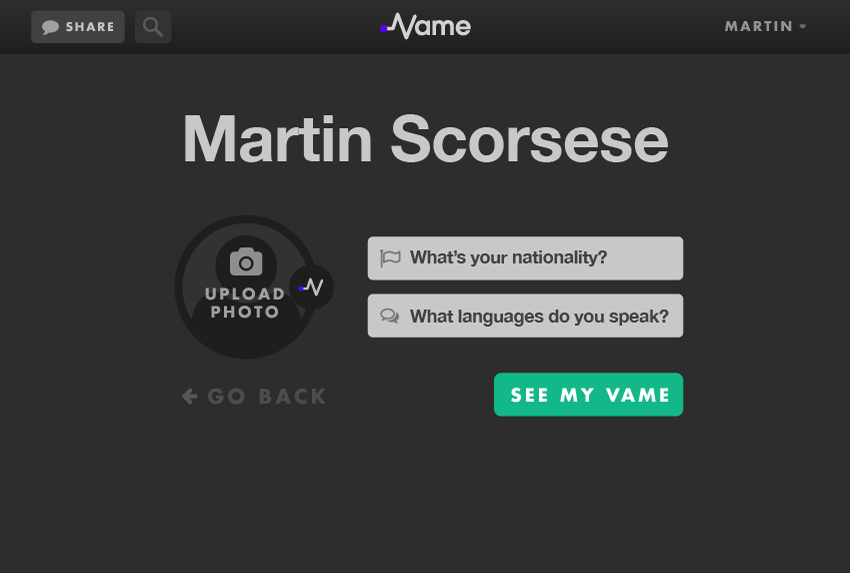 SHARE
Vame
MARTIN
Martin Scorsese
UPLOAD
PHOTO
What's your nationality?
What languages do you speak?
GO BACK
SEE MY VAME